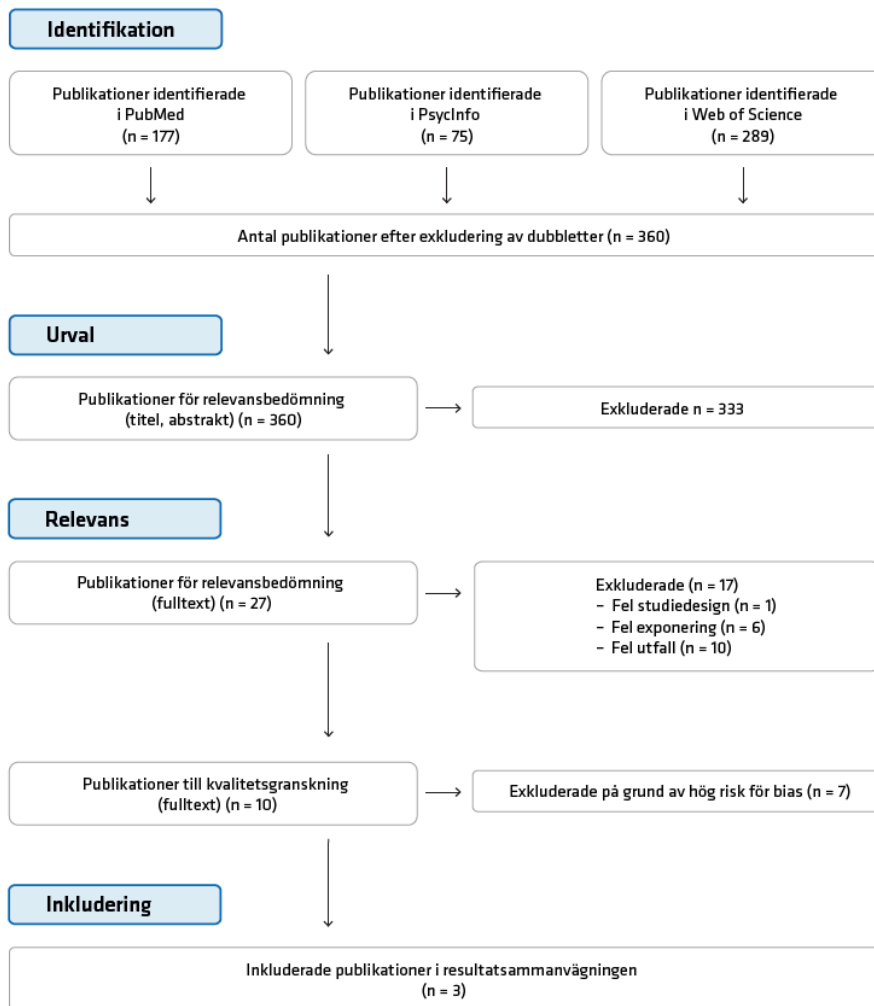 Identifikation
Publikationer identifierade
i PubMed
(n = 177)
Publikationer identifierade
i PsycInfo
(n = 75)
Publikationer identifierade
i Web of Science
(n = 289)
Antal publikationer efter exkludering av dubbletter (n = 360)
Urval
Publikationer för relevansbedömning
(titel, abstrakt) (n = 360)
Exkluderade n = 333
Relevans
Publikationer för relevansbedömning
(fulltext) (n = 27)
Exkluderade (n = 17)
– Fel studiedesign (n = 1)
– Fel exponering (n = 6)
– Fel utfall (n = 10)
Publikationer till kvalitetsgranskning
(fulltext) (n = 10)
Exkluderade på grund av hög risk för bias (n = 7)
Inkludering
Inkluderade publikationer i resultatsammanvägningen
(n = 3)